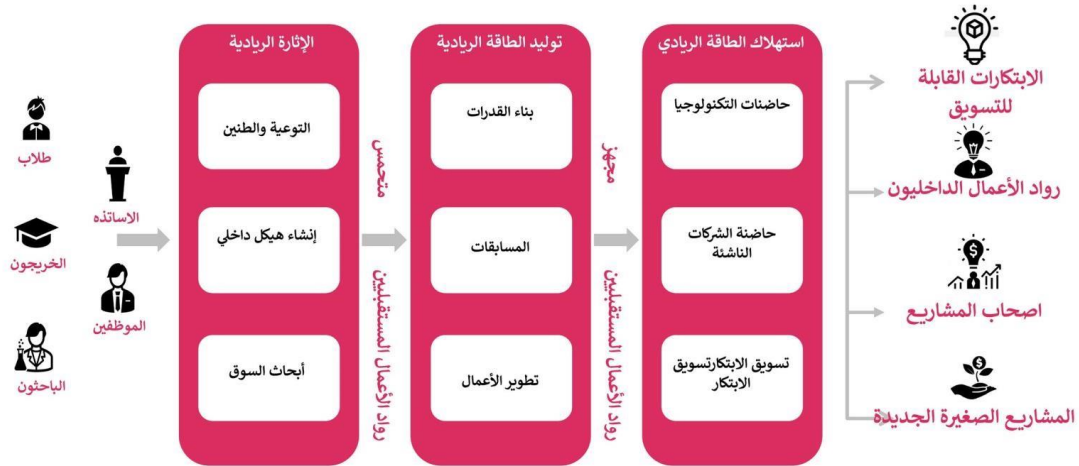 طلاب
الخريجون
الباحثون
الاساتذه
الموظفين
الإثارة الريادية
التوعية والطنين
إنشاء هيكل داخلي
أبحاث السوق
متحمس
رواد الأعمال المستقبليين
توليد الطاقة الريادية
بناء القدرات
المسابقات
تطوير الأعمال
مجهز
رواد الأعمال المستقبليين
استهلاك الطاقة الريادي
حاضنات التكنولوجيا
حاضنة الشركات
الناشئة
تسويق الابتكارتسويق
الابتكار
الابتكارات القابلة
للتسويق
رواد الأعمال الداخليون
اصحاب المشاريع
المشاريع الصغيرة الجديدة